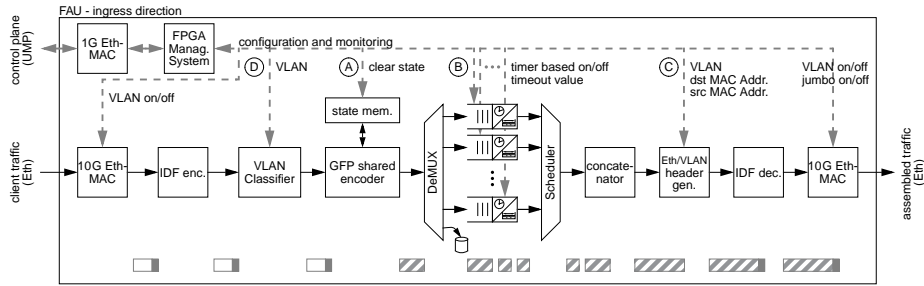 FAU - ingress direction
control plane
(UMP)
1G Eth-
MAC
FPGA
Manag.
System
configuration and monitoring
D
VLAN
A
clear state
B
timer based on/off
timeout value
C
VLAN
dst MAC Addr.
src MAC Addr.
VLAN on/off
jumbo on/off
VLAN on/off
state mem.
client traffic
(Eth)
10G Eth-
MAC
IDF enc.
VLAN
Classifier
GFP shared
encoder
DeMUX
Scheduler
concate-
nator
Eth/VLAN
header
gen.
IDF dec.
10G Eth-
MAC
assembled traffic
(Eth)